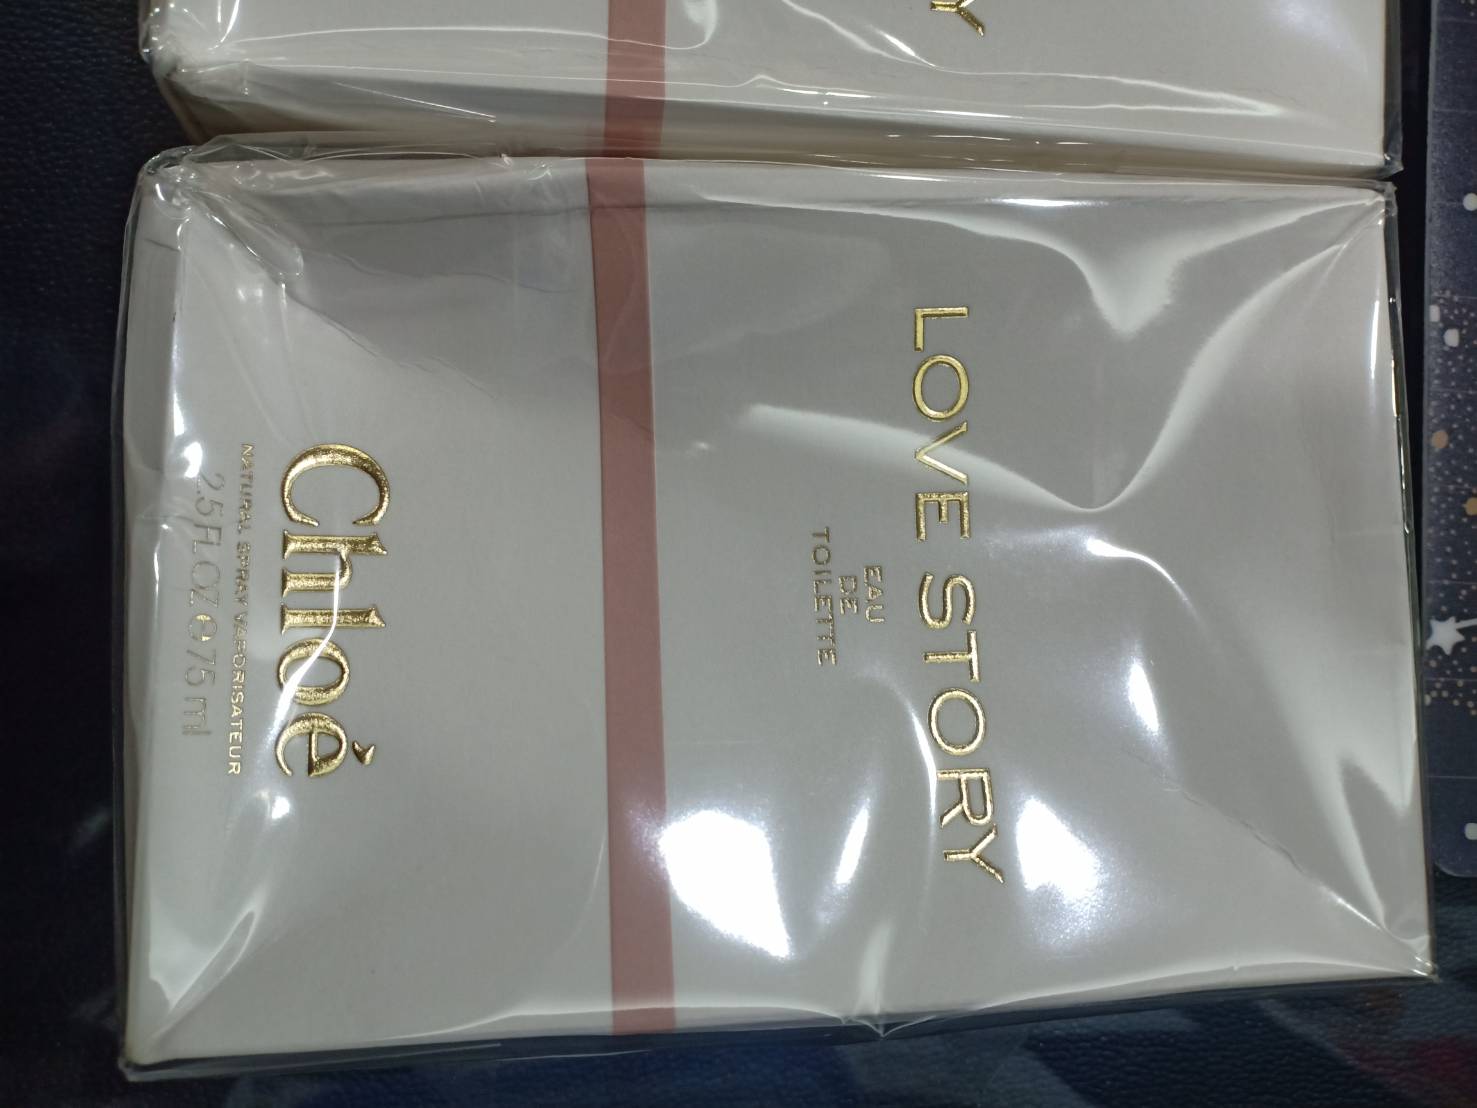 LOVE STORY
EAU
DE
TOILETTE
Chloé
NATURAL SPRAY VAPORISATEUR
2.5 FL OZ ℮ 75 ml